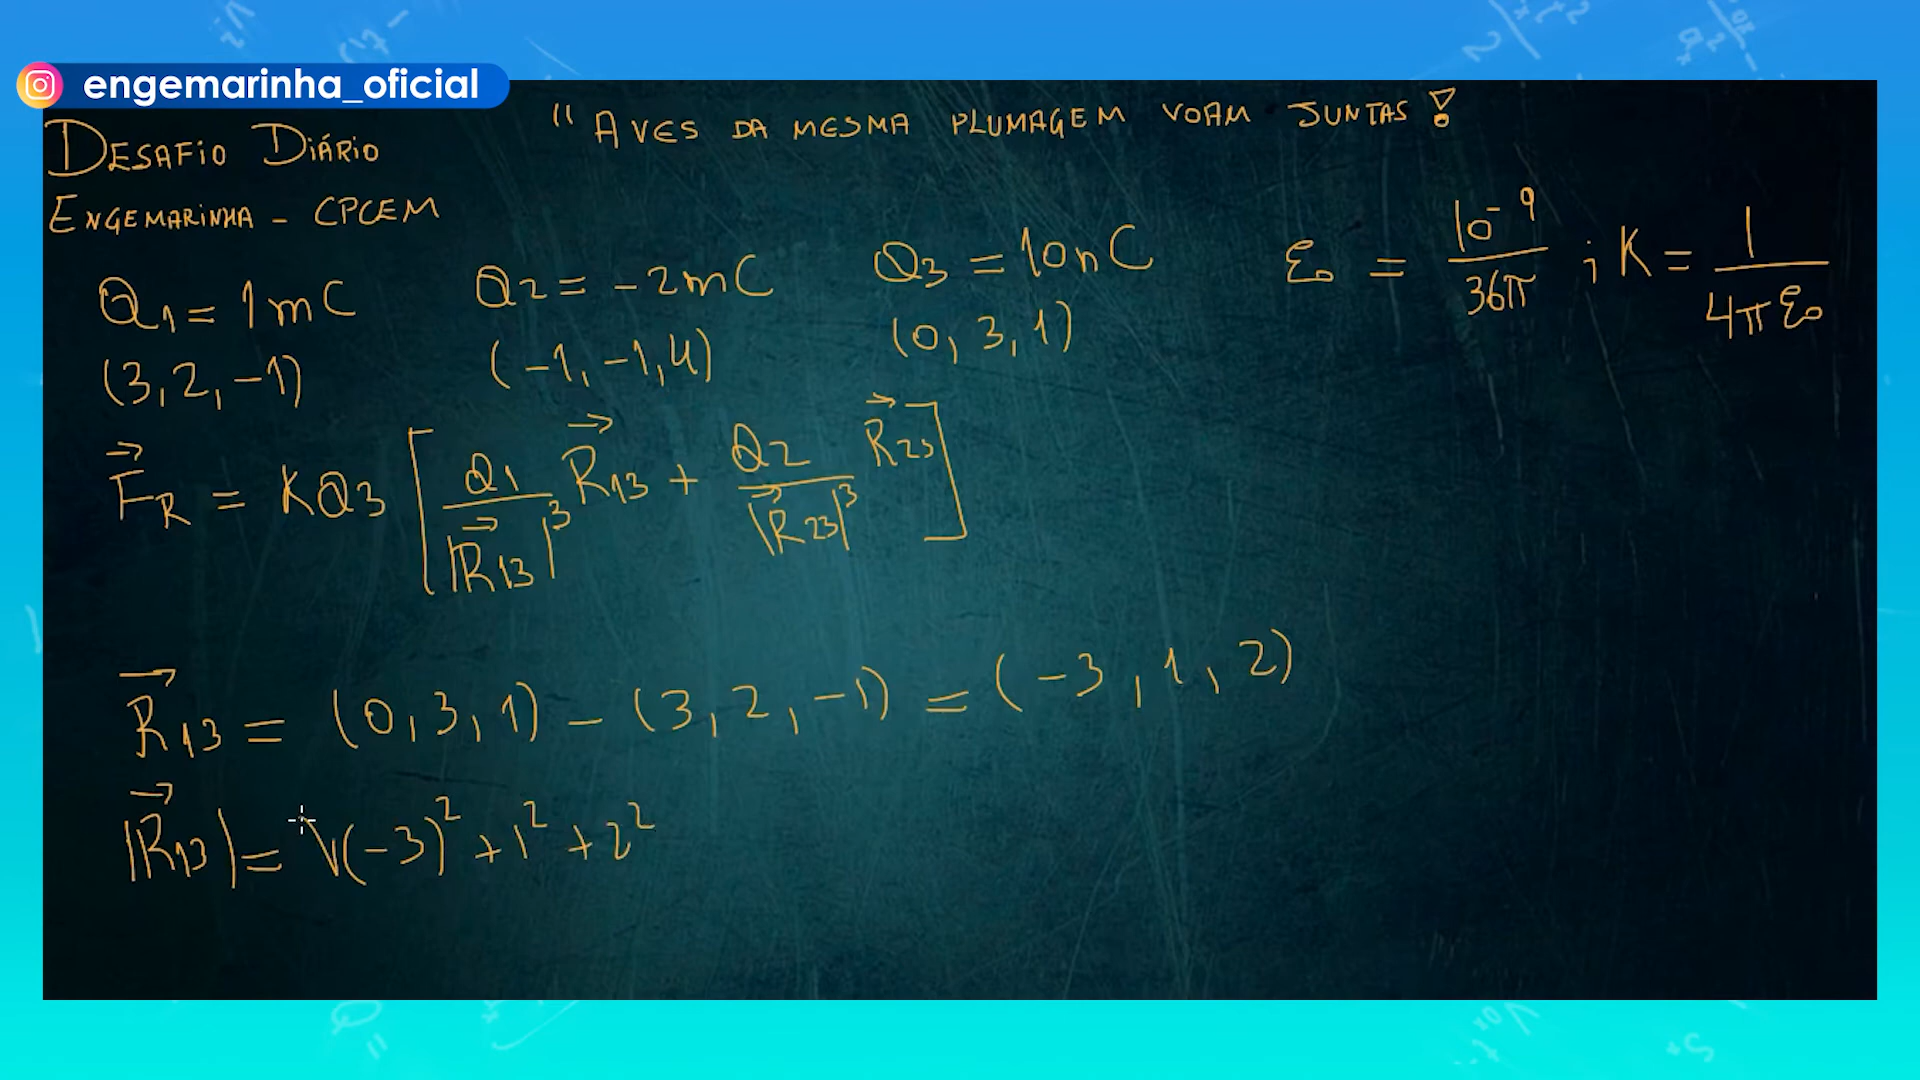 engemarinha_oficial
"AVES DA MESMA PLUMAGEM VOAM JUNTAS!
DESAFIO DIÁRIO
ENGEMARINHA - CPCEM
Q1 = 1mC Q2 = -2mC Q3 = 10nC ε₀ = 10⁻⁹/36π ; K = 1/4πε₀
(3, 2, -1) (-1, -1, 4) (0, 3, 1)
F⃗R = KQ3 [Q1/|R⃗13|³ R⃗13 + Q2/|R⃗23|³ R⃗23]
R⃗13 = (0, 3, 1) - (3, 2, -1) = (-3, 1, 2)
|R⃗13| = √(-3)² + 1² + 2²